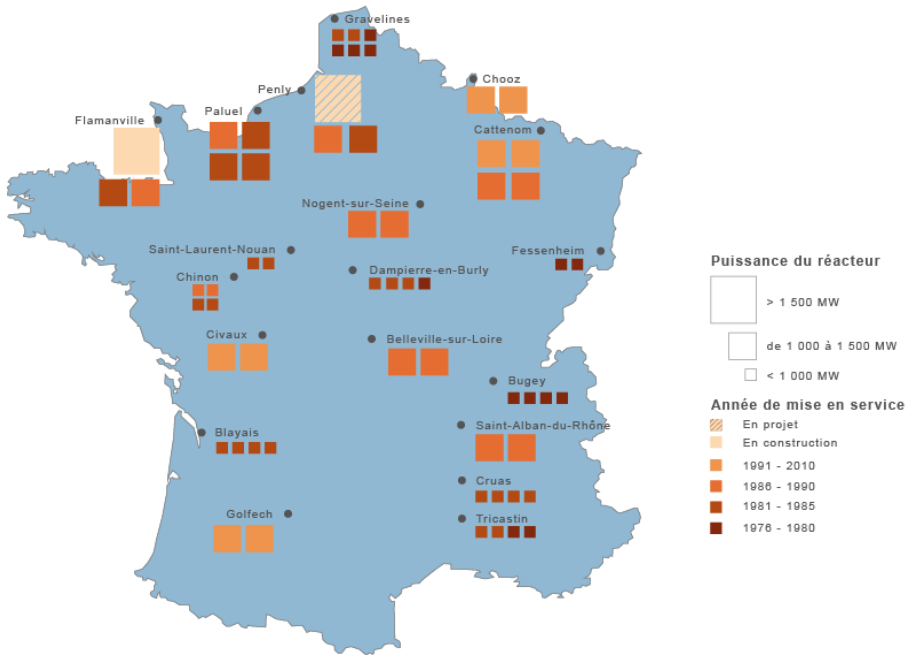 Gravelines
Chooz
Penly
Paluel
Flamanville
Cattenom
Nogent-sur-Seine
Saint-Laurent-Nouan
Fessenheim
Dampierre-en-Burly
Chinon
Civaux
Belleville-sur-Loire
Bugey
Saint-Alban-du-Rhône
Blayais
Cruas
Golfech
Tricastin
Puissance du réacteur
> 1 500 MW
de 1 000 à 1 500 MW
< 1 000 MW
Année de mise en service
En projet
En construction
1991 - 2010
1986 - 1990
1981 - 1985
1976 - 1980